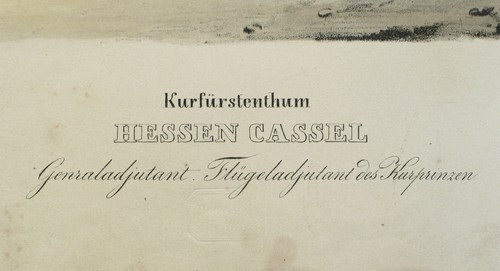 Kurfürstenthum
HESSEN CASSEL
Genraladjutant. Flügeladjutant des Kurprinzen